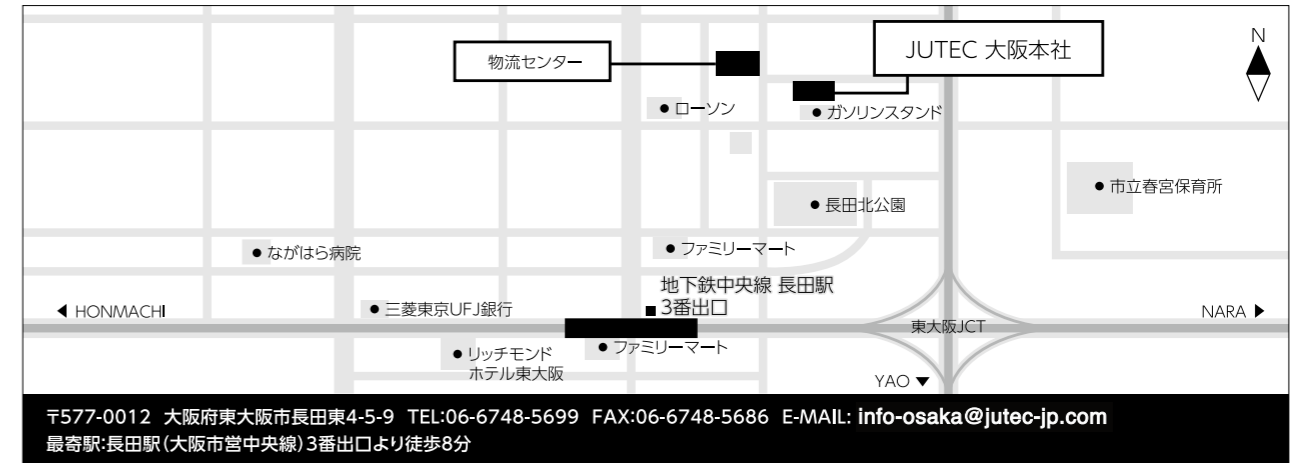 N
JUTEC 大阪本社
物流センター
●ローソン
●ガソリンスタンド
●市立春宮保育所
●長田北公園
●ながはら病院
●ファミリーマート
地下鉄中央線 長田駅
■3番出口
◀ HONMACHI
●三菱東京UFJ銀行
東大阪JCT
NARA ▶
●リッチモンド
ホテル東大阪
●ファミリーマート
YAO ▼
〒577-0012 大阪府東大阪市長田東4-5-9 TEL:06-6748-5699 FAX:06-6748-5686 E-MAIL: info-osaka@jutec-jp.com
最寄駅:長田駅(大阪市営中央線)3番出口より徒歩8分